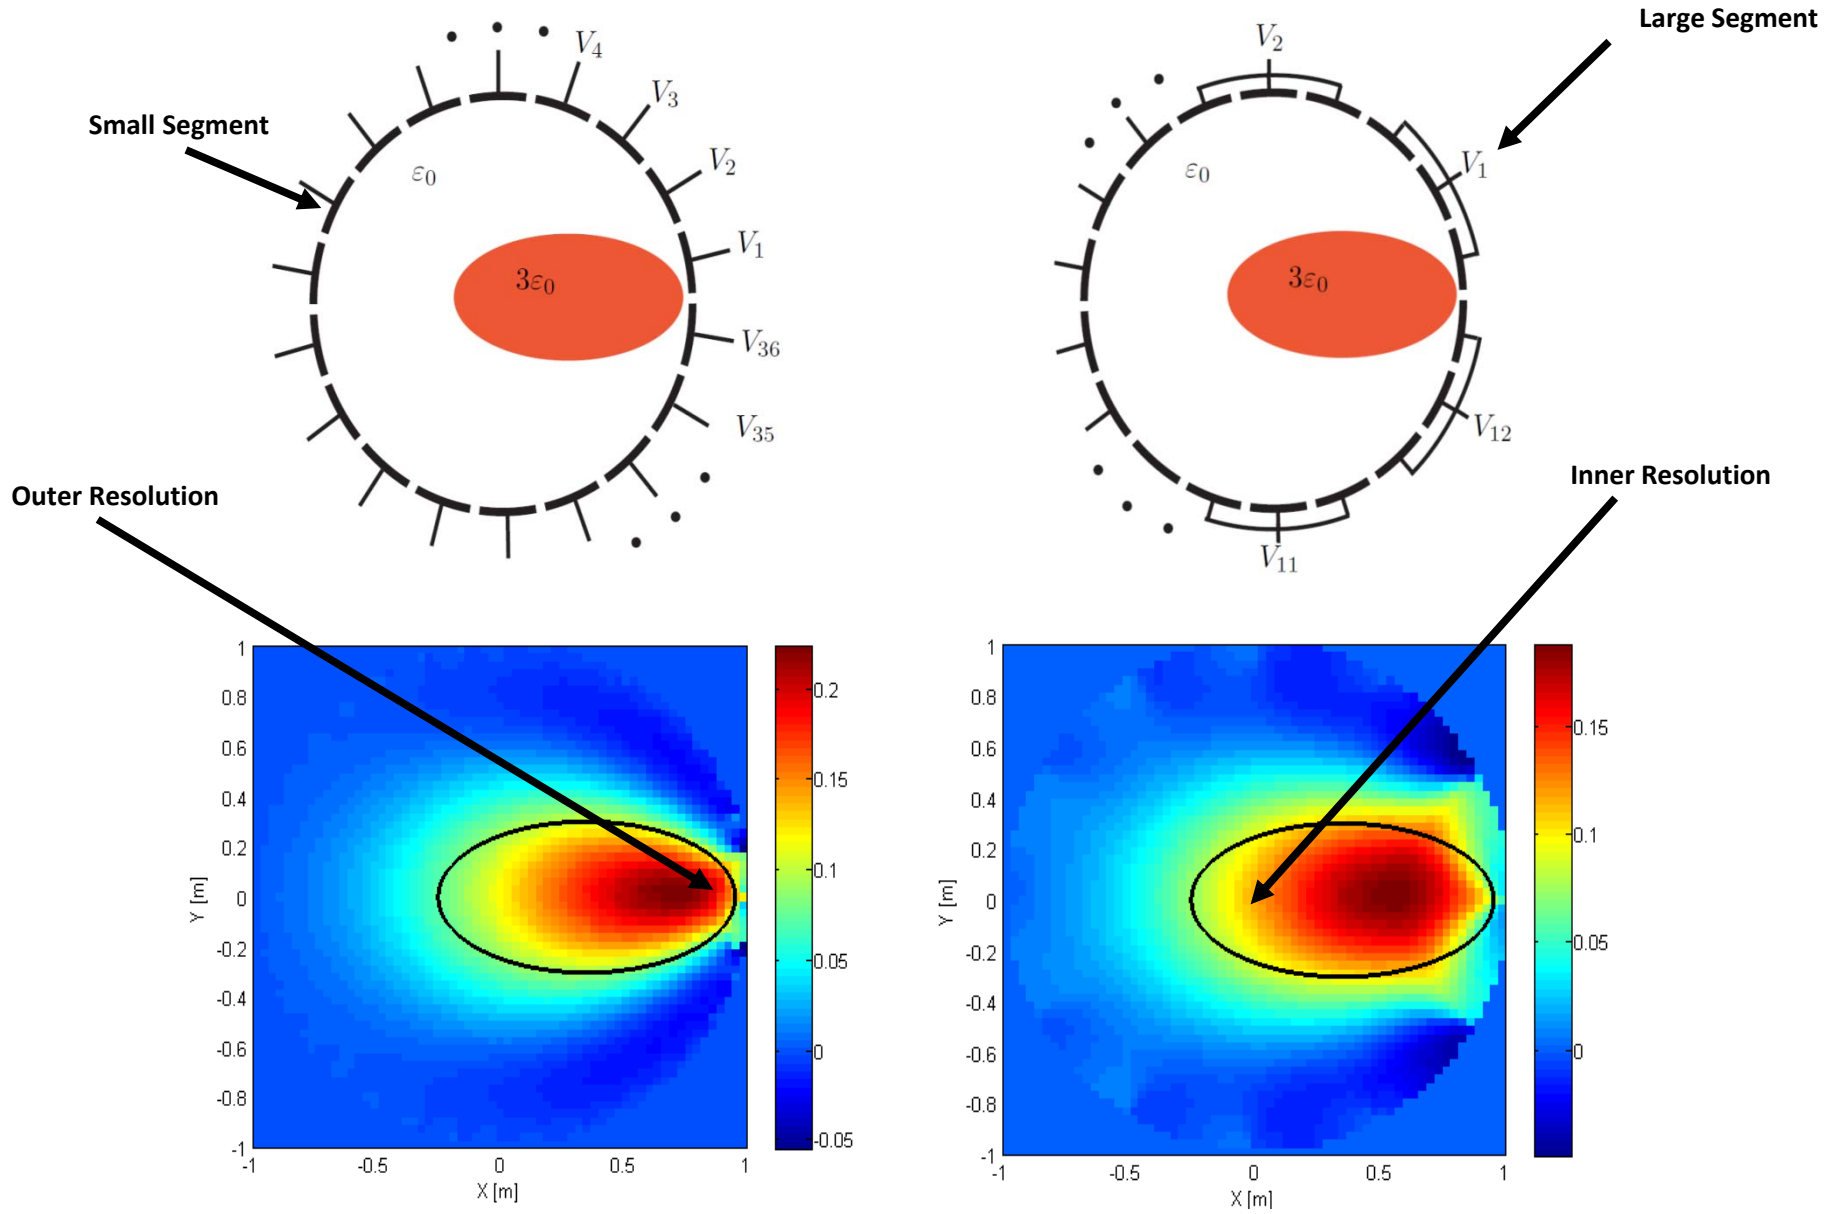 Large Segment
Small Segment
V4
V3
V2
V1
V36
V35
ε0
3ε0
V2
V1
V12
V11
ε0
3ε0
Outer Resolution
Inner Resolution
1
0.8
0.6
0.4
0.2
0
-0.2
-0.4
-0.6
-0.8
-1
Y [m]
-1
-0.5
0
0.5
1
X [m]
0.2
0.15
0.1
0.05
0
-0.05
1
0.8
0.6
0.4
0.2
0
-0.2
-0.4
-0.6
-0.8
-1
Y [m]
-1
-0.5
0
0.5
1
X [m]
0.15
0.1
0.05
0